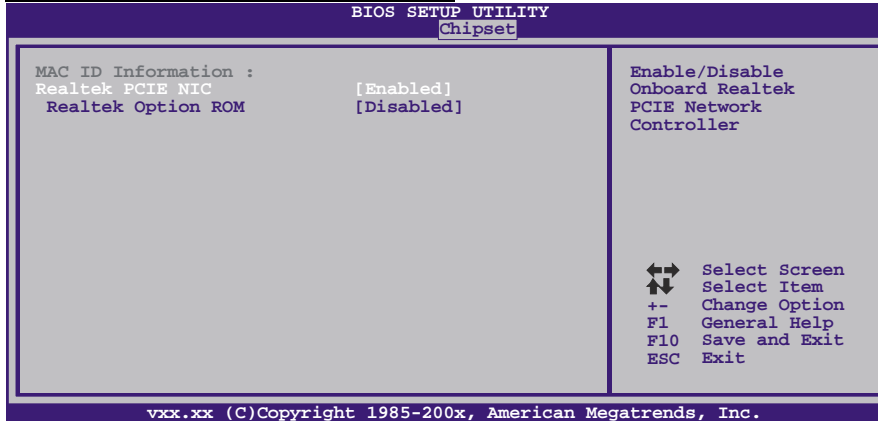 BIOS SETUP UTILITY
Chipset
MAC ID Information :
Realtek PCIE NIC [Enabled]
Realtek Option ROM [Disabled]
Enable/Disable
Onboard Realtek
PCIE Network
Controller
Select Screen
Select Item
+- Change Option
F1 General Help
F10 Save and Exit
ESC Exit
vxx.xx (C)Copyright 1985-200x, American Megatrends, Inc.